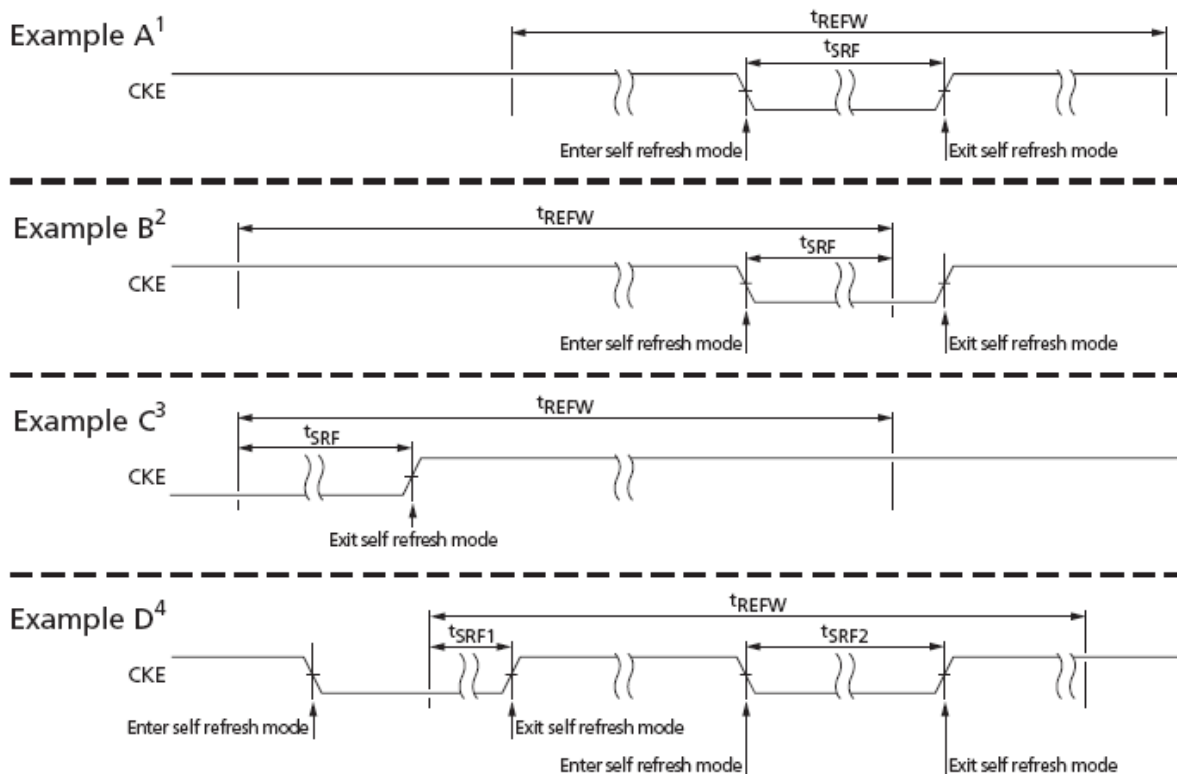 Example A¹
tREFW
tSRF
CKE
Enter self refresh mode
Exit self refresh mode
Example B²
tREFW
tSRF
CKE
Enter self refresh mode
Exit self refresh mode
Example C³
tREFW
tSRF
CKE
Exit self refresh mode
Example D⁴
tREFW
tSRF1
tSRF2
CKE
Enter self refresh mode
Exit self refresh mode
Enter self refresh mode
Exit self refresh mode